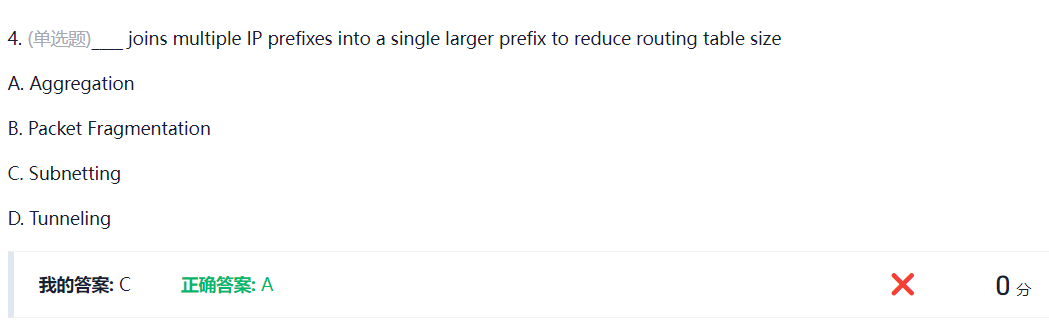 4. (单选题)___ joins multiple IP prefixes into a single larger prefix to reduce routing table size
A. Aggregation
B. Packet Fragmentation
C. Subnetting
D. Tunneling
我的答案: C 正确答案: A 0 分